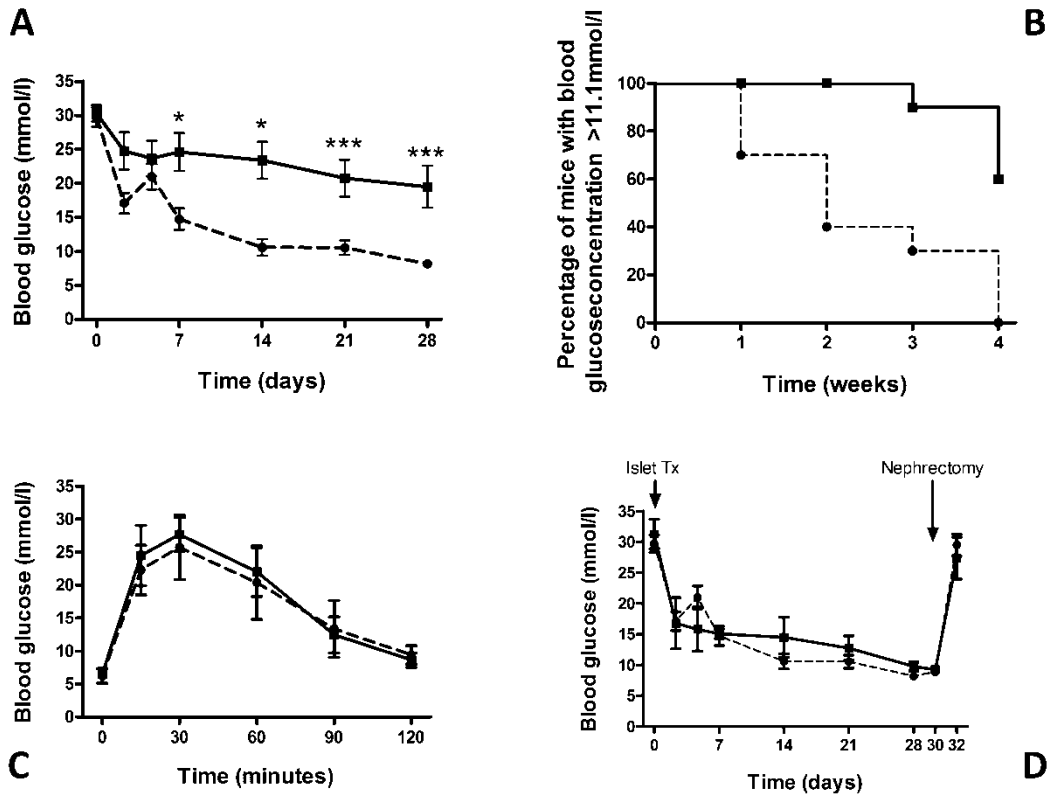 A
B
Blood glucose (mmol/l)
35
30
25
20
15
10
5
0
*
*
***
***
0 7 14 21 28
Time (days)
Percentage of mice with blood
glucoseconcentration >11.1mmol/l
100
80
60
40
20
0
0 1 2 3 4
Time (weeks)
Blood glucose (mmol/l)
35
30
25
20
15
10
5
0
0 30 60 90 120
Time (minutes)
C
Islet Tx
Nephrectomy
Blood glucose (mmol/l)
35
30
25
20
15
10
5
0
0 7 14 21 28 30 32
Time (days)
D